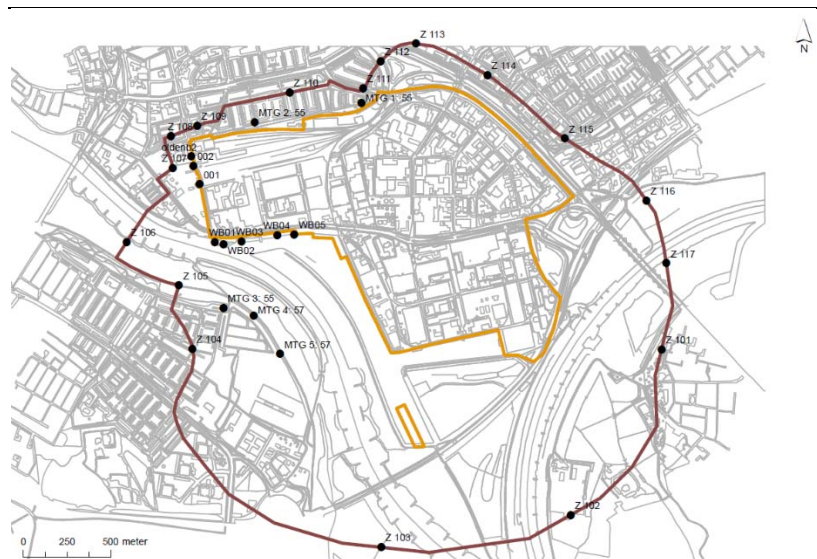 N
Z 113
Z 112
Z 114
Z 110
Z 111
MTG 1: 55
Z 109
MTG 2: 55
Z 108
Z 115
002
Z 107
001
Z 116
WB04
WB05
WB01
WB03
WB02
Z 106
Z 117
Z 105
MTG 3: 55
MTG 4: 57
Z 104
MTG 5: 57
Z 101
Z 102
Z 103
0 250 500 meter